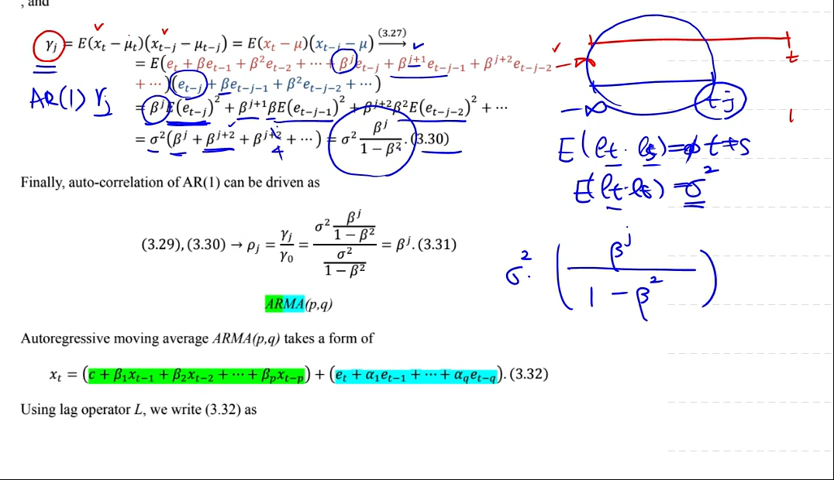 , and
γⱼ = E(xₜ − μₜ)(xₜ₋ⱼ − μₜ₋ⱼ) = E(xₜ − μ)(xₜ₋ⱼ − μ) ⟶ (3.27)
= E(eₜ + βeₜ₋₁ + β²eₜ₋₂ + ⋯ + βʲeₜ₋ⱼ + βʲ⁺¹eₜ₋ⱼ₋₁ + βʲ⁺²eₜ₋ⱼ₋₂
+ ⋯)(eₜ₋ⱼ + βeₜ₋ⱼ₋₁ + β²eₜ₋ⱼ₋₂ + ⋯)
AR(1) γⱼ
= βʲE(eₜ₋ⱼ)² + βʲ⁺¹βE(eₜ₋ⱼ₋₁)² + βʲ⁺²β²E(eₜ₋ⱼ₋₂)² + ⋯
= σ²(βʲ + βʲ⁺² + βʲ⁺ 4 + ⋯) = σ² βʲ/(1 − β²). (3.30)
−∞
t
−∞
t-j
E(eₜ · eₛ) = ϕ t≠s
E(eₜ · eₜ) = σ²
σ² · (βʲ / (1 − β²))
Finally, auto-correlation of AR(1) can be driven as
(3.29), (3.30) → ρⱼ = γⱼ/γ₀ = (σ² βʲ/(1 − β²)) / (σ²/(1 − β²)) = βʲ. (3.31)
ARMA(p,q)
Autoregressive moving average ARMA(p,q) takes a form of
xₜ = (c + β₁xₜ₋₁ + β₂xₜ₋₂ + ⋯ + βₚxₜ₋ₚ) + (eₜ + α₁eₜ₋₁ + ⋯ + α_qeₜ₋q). (3.32)
Using lag operator L, we write (3.32) as